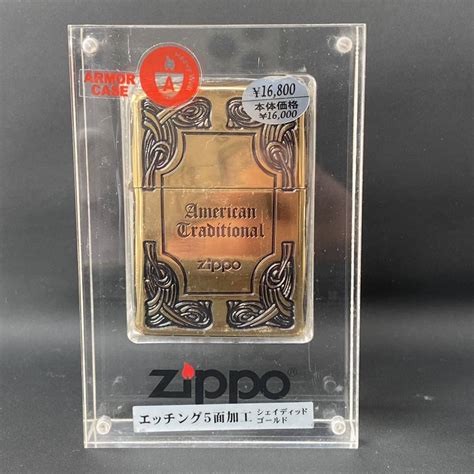 ARMOR
CASE
A
¥16,800
本体価格
¥16,000
American
Traditional
zippo
zippo
エッチング5面加工 シェイディッド
ゴールド